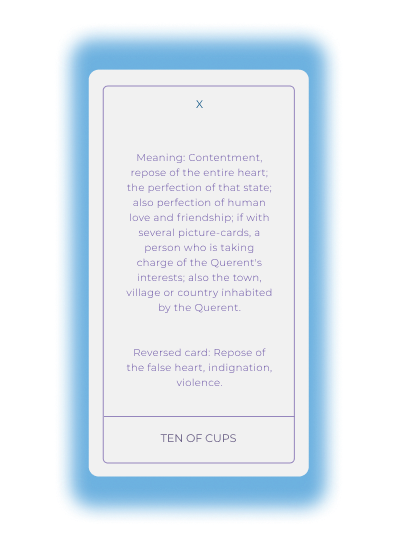 X
Meaning: Contentment,
repose of the entire heart;
the perfection of that state;
also perfection of human
love and friendship; if with
several picture-cards, a
person who is taking
charge of the Querent's
interests; also the town,
village or country inhabited
by the Querent.
Reversed card: Repose of
the false heart, indignation,
violence.
TEN OF CUPS